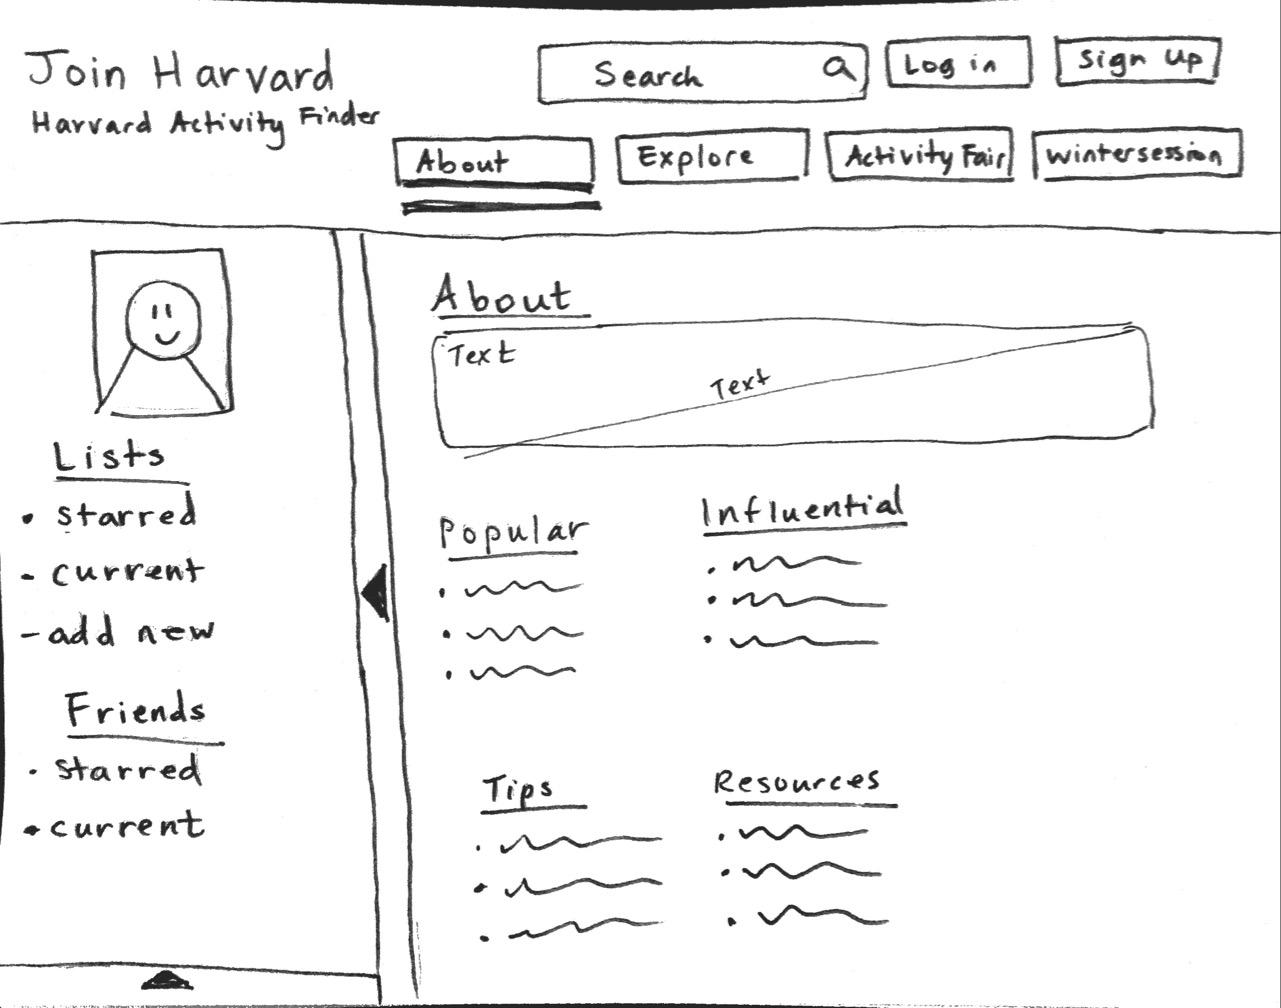 Join Harvard
Harvard Activity Finder
Search
Log in
Sign Up
About
Explore
Activity Fair
Wintersession
Lists
• starred
- current
- add new
Friends
• starred
• current
About
Text
Text
Popular
Influential
Tips
Resources